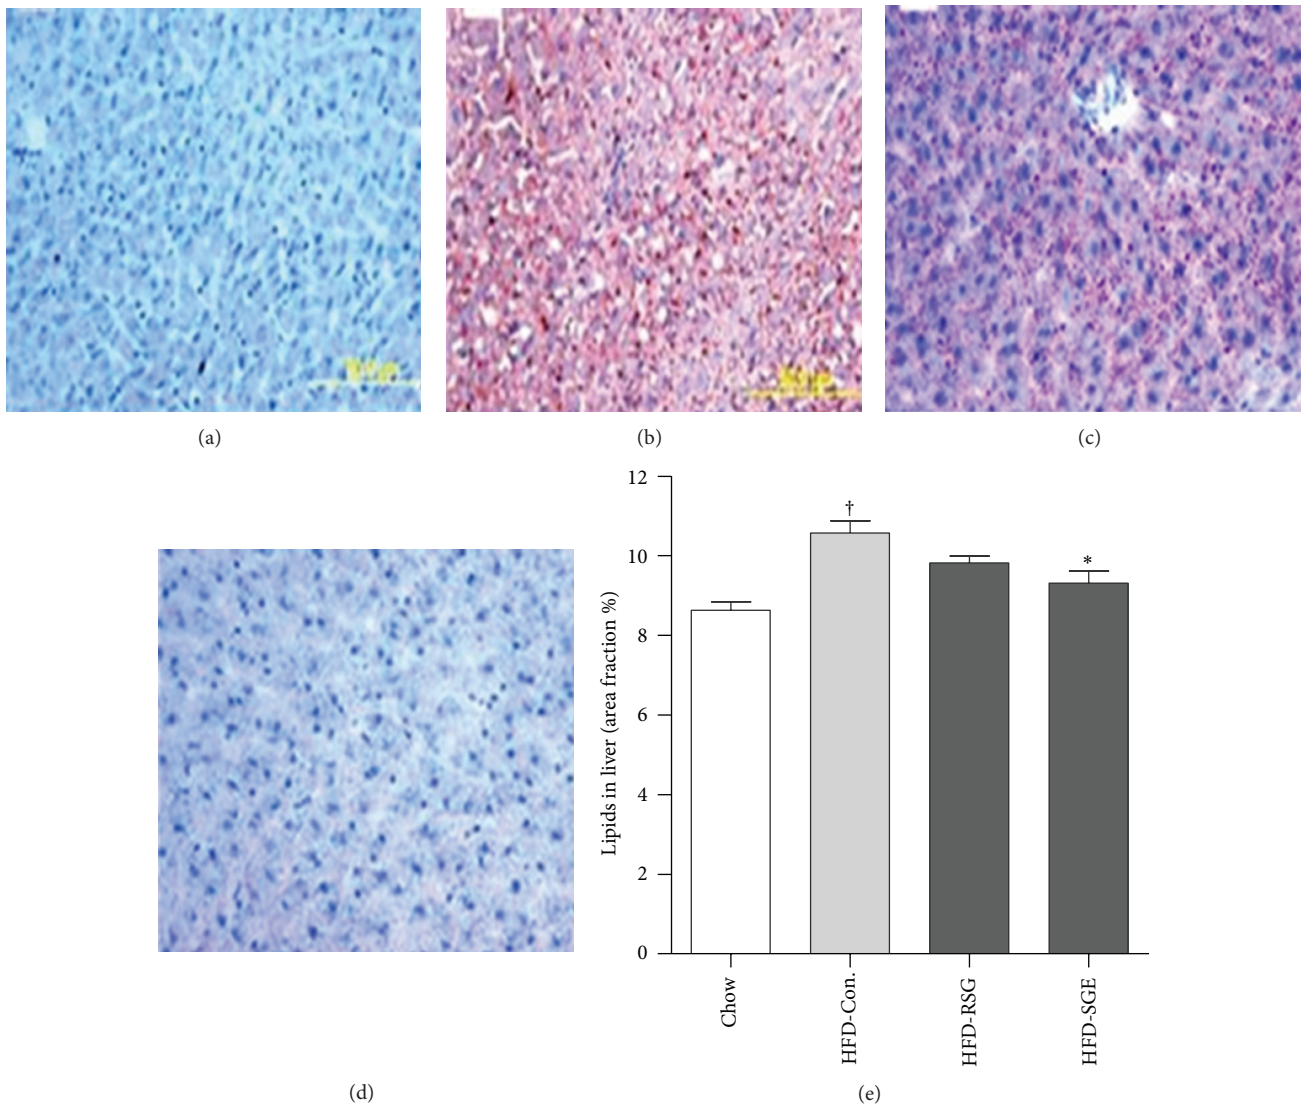 (a)
(b)
(c)
(d)
12
10
8
6
4
2
0
Lipids in liver (area fraction %)
†
*
Chow
HFD-Con.
HFD-RSG
HFD-SGE
(e)